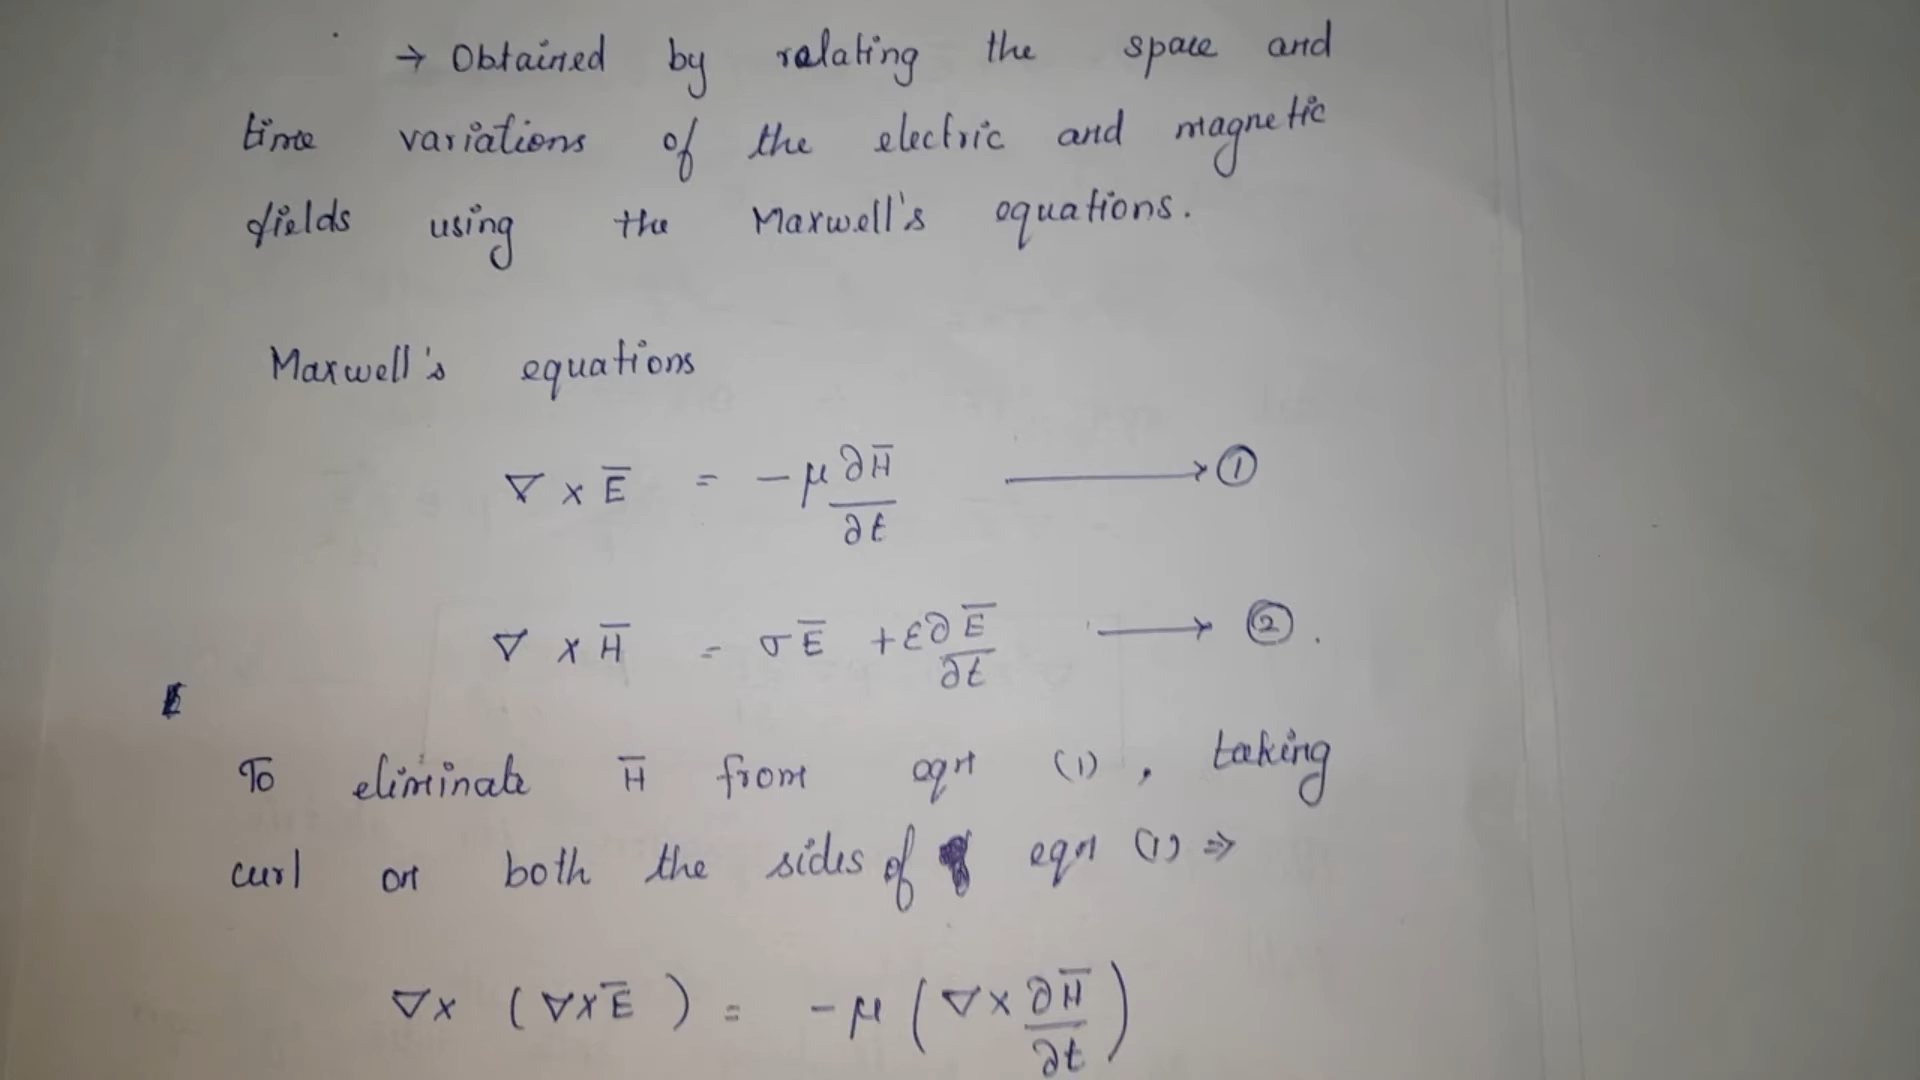 → Obtained by relating the space and
time variations of the electric and magnetic
fields using the Maxwell's equations.
Maxwell's equations
∇ × E̅ = -μ ∂H̅/∂t ⟶ ①
∇ × H̅ = σE̅ + ε∂E̅/∂t ⟶ ②.
To eliminate H̅ from eqn (1), taking
curl on both the sides of eqn (1) ⇒
∇× (∇×E̅) = -μ (∇× ∂H̅/∂t)